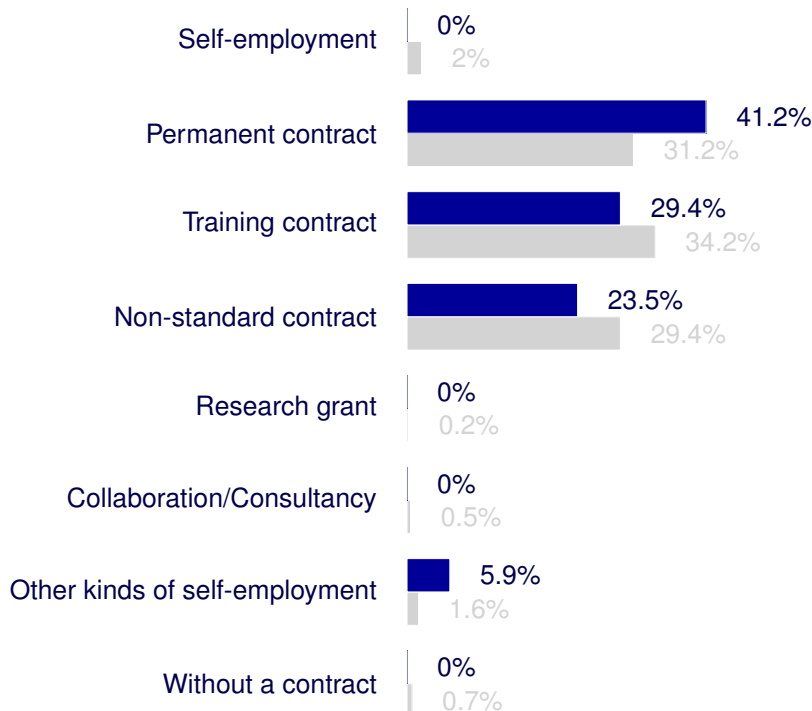 Self-employment
0%
2%
Permanent contract
41.2%
31.2%
Training contract
29.4%
34.2%
Non-standard contract
23.5%
29.4%
Research grant
0%
0.2%
Collaboration/Consultancy
0%
0.5%
Other kinds of self-employment
5.9%
1.6%
Without a contract
0%
0.7%